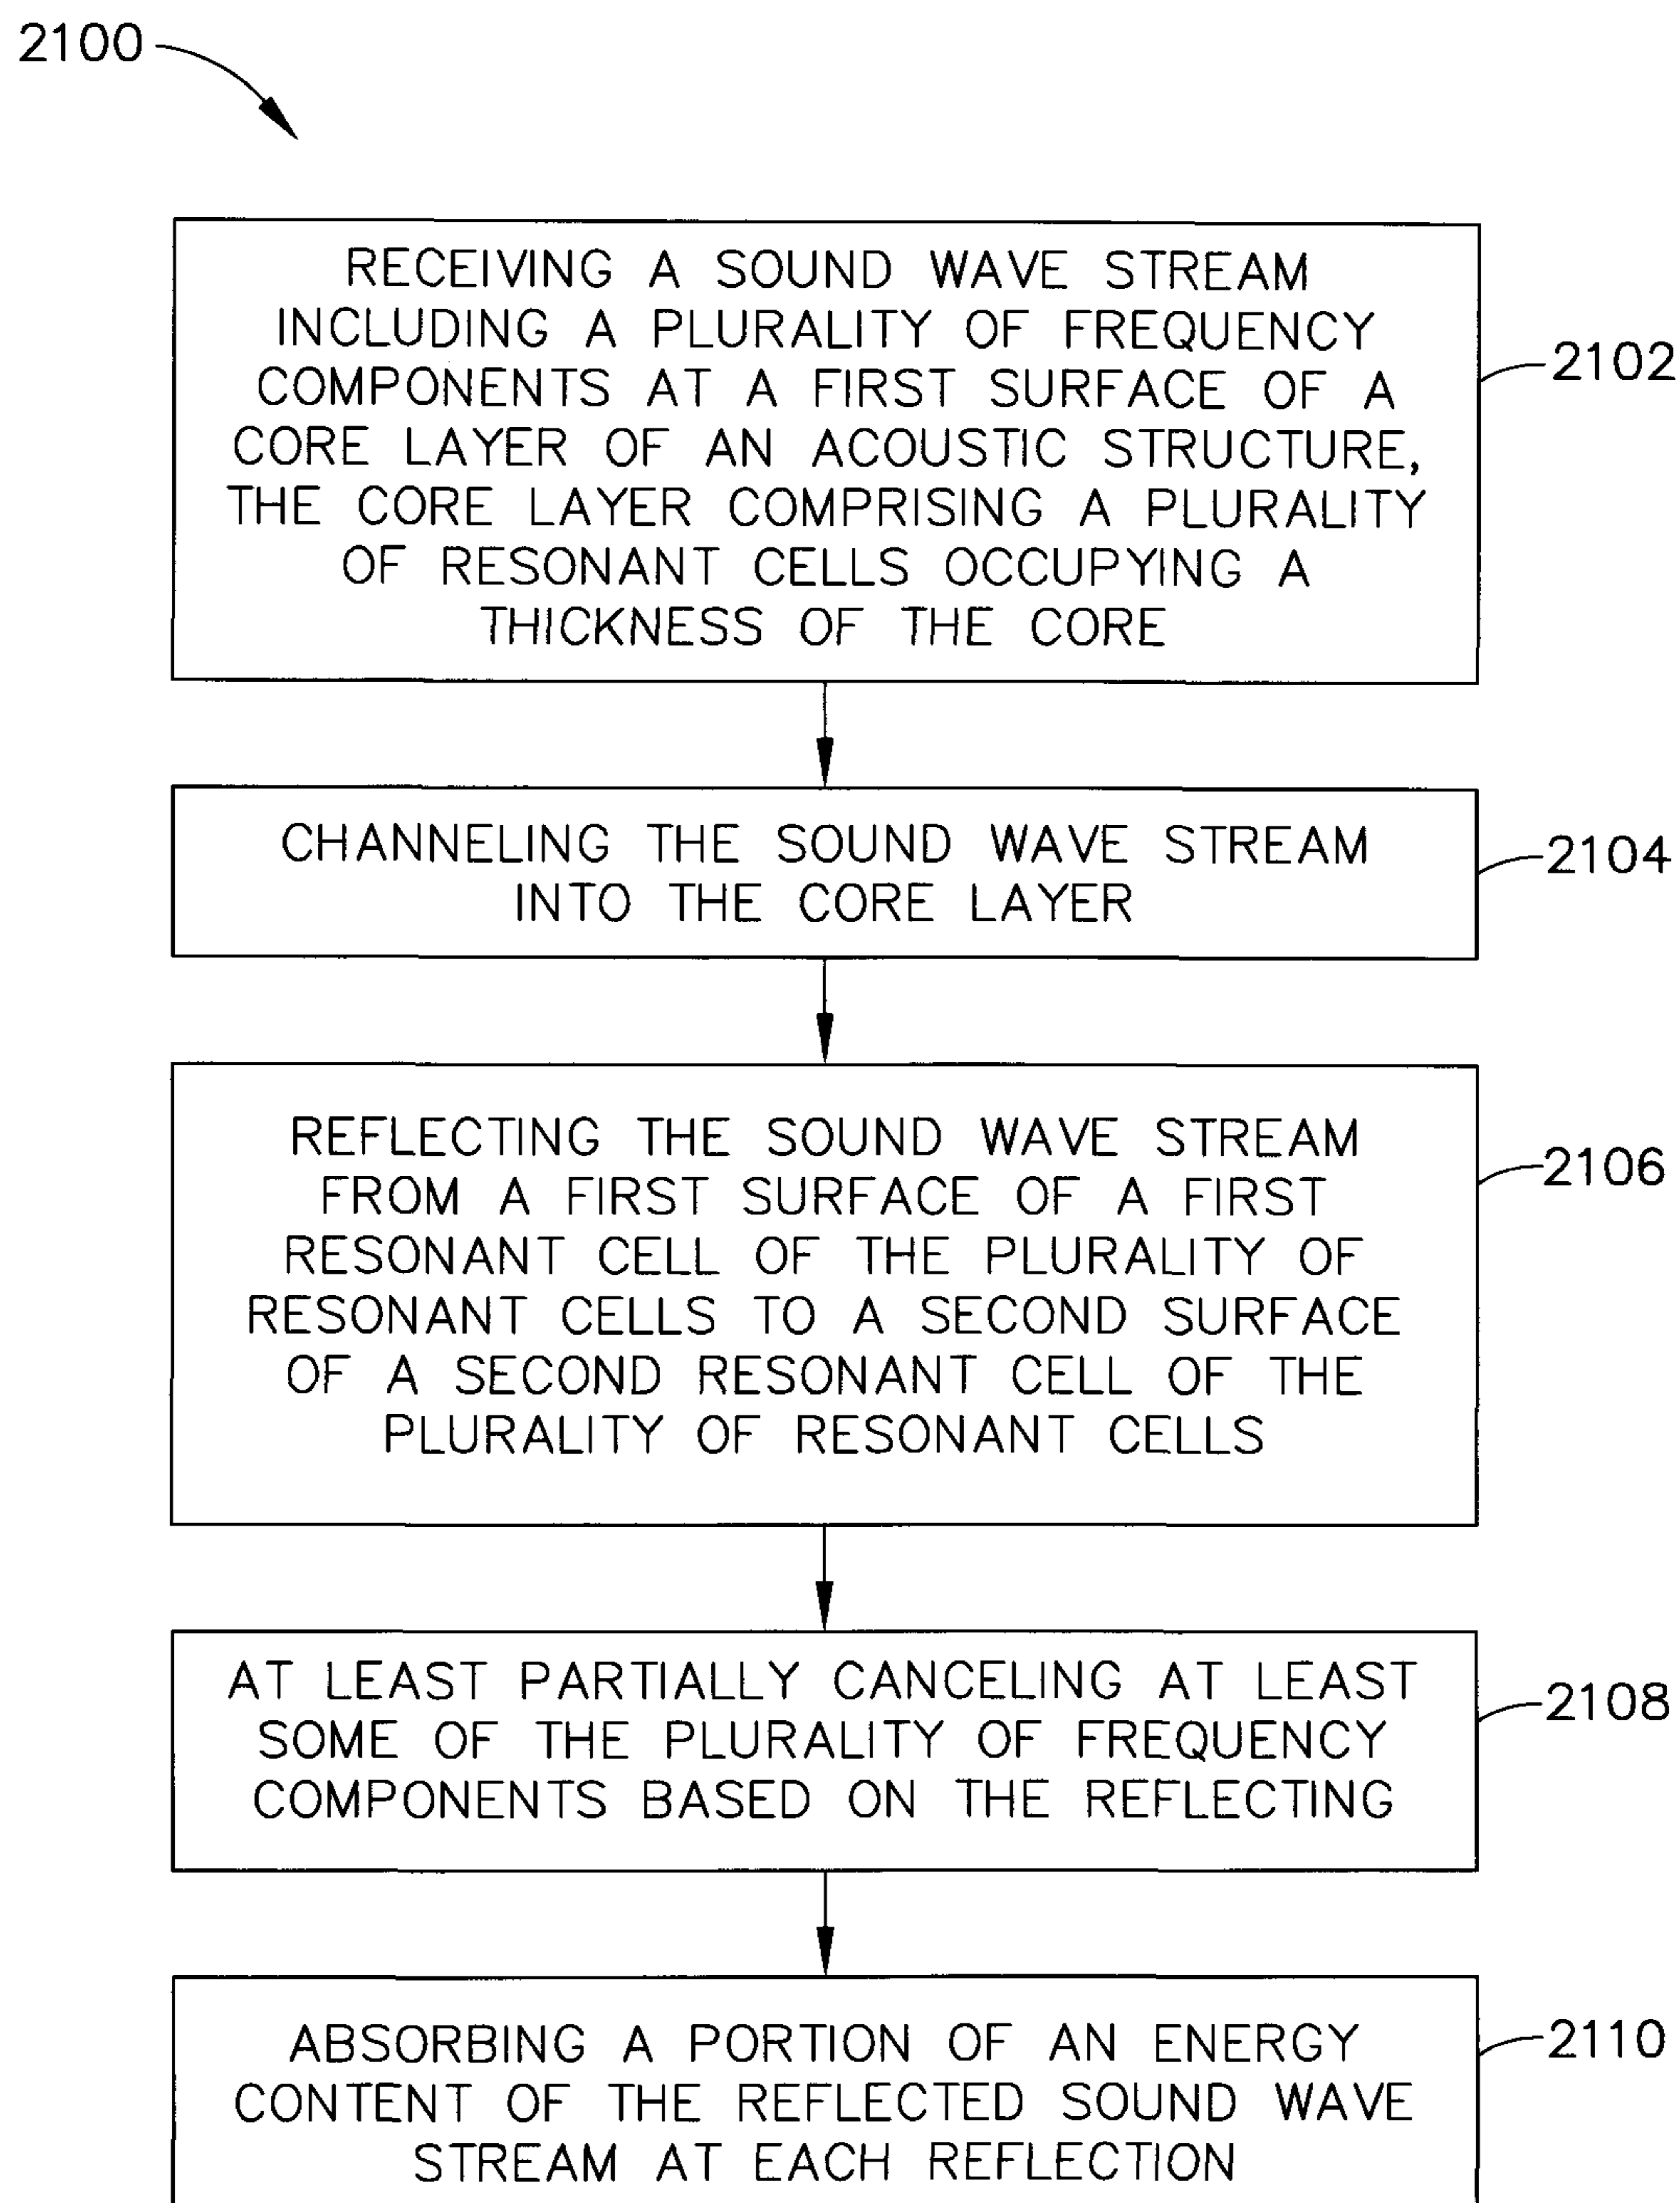 2100
RECEIVING A SOUND WAVE STREAM
INCLUDING A PLURALITY OF FREQUENCY
COMPONENTS AT A FIRST SURFACE OF A
CORE LAYER OF AN ACOUSTIC STRUCTURE,
THE CORE LAYER COMPRISING A PLURALITY
OF RESONANT CELLS OCCUPYING A
THICKNESS OF THE CORE
2102
CHANNELING THE SOUND WAVE STREAM
INTO THE CORE LAYER
2104
REFLECTING THE SOUND WAVE STREAM
FROM A FIRST SURFACE OF A FIRST
RESONANT CELL OF THE PLURALITY OF
RESONANT CELLS TO A SECOND SURFACE
OF A SECOND RESONANT CELL OF THE
PLURALITY OF RESONANT CELLS
2106
AT LEAST PARTIALLY CANCELING AT LEAST
SOME OF THE PLURALITY OF FREQUENCY
COMPONENTS BASED ON THE REFLECTING
2108
ABSORBING A PORTION OF AN ENERGY
CONTENT OF THE REFLECTED SOUND WAVE
STREAM AT EACH REFLECTION
2110